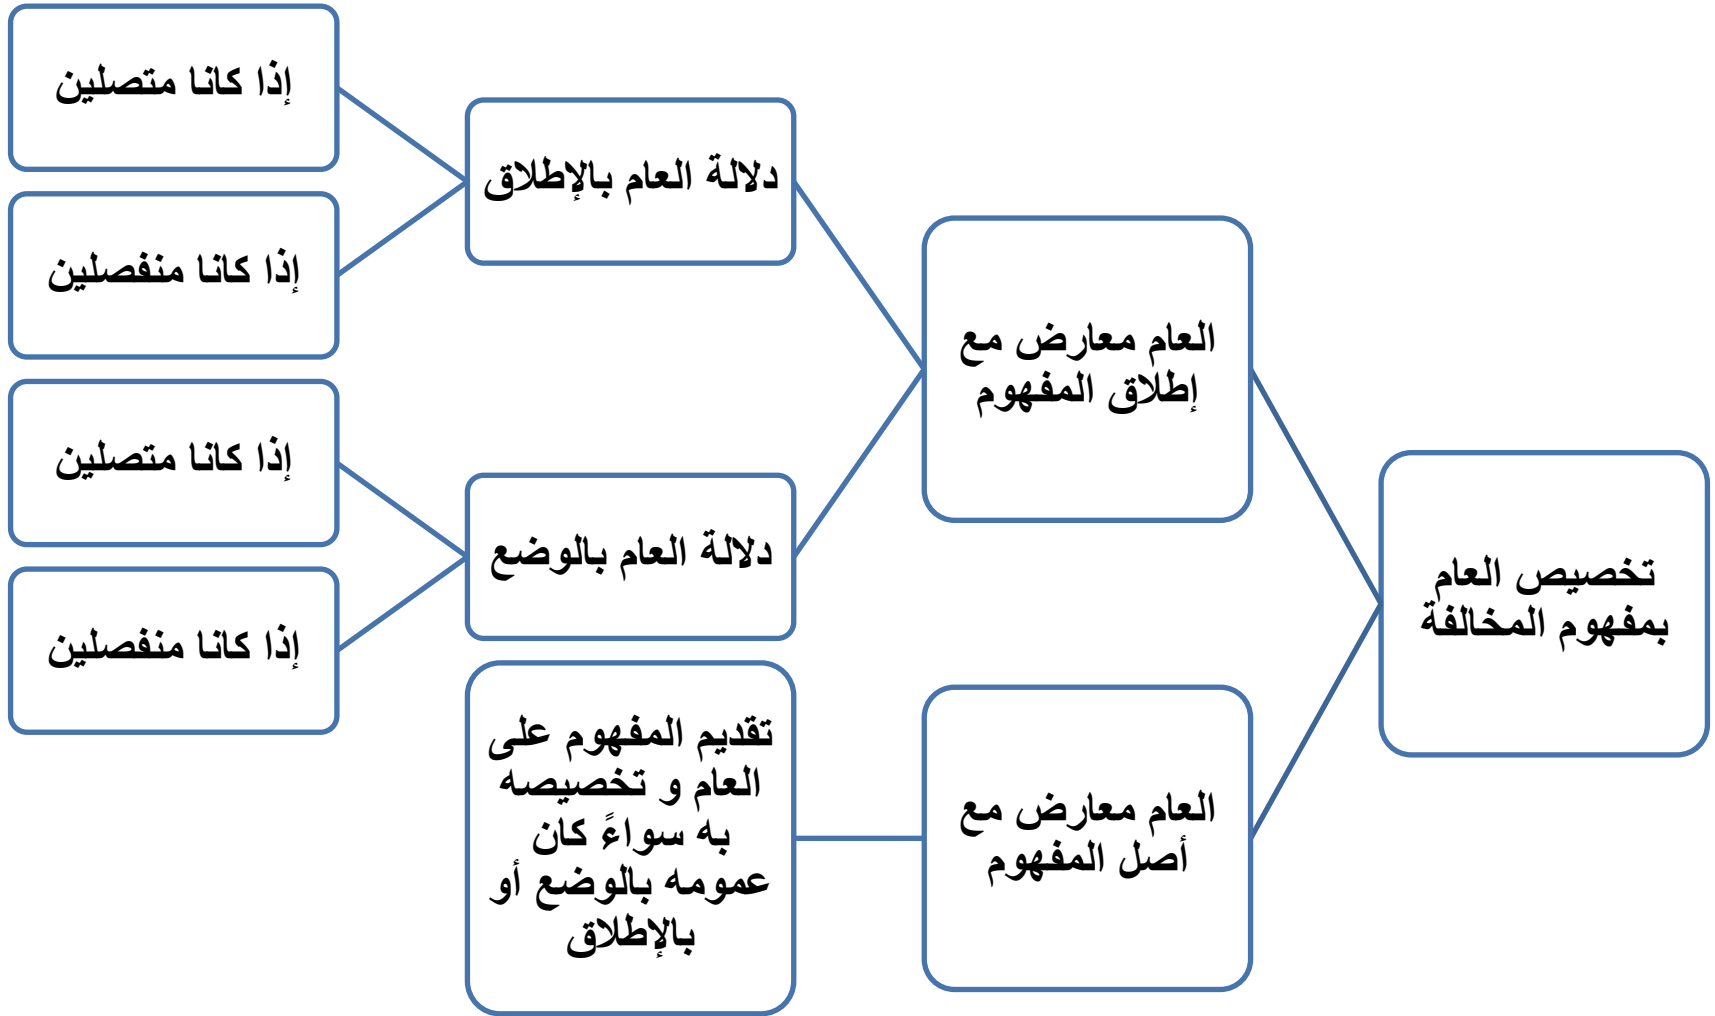 تخصيص العام
بمفهوم المخالفة
العام معارض مع
إطلاق المفهوم
دلالة العام بالإطلاق
إذا كانا متصلين
إذا كانا منفصلين
دلالة العام بالوضع
إذا كانا متصلين
إذا كانا منفصلين
العام معارض مع
أصل المفهوم
تقديم المفهوم على
العام و تخصيصه
به سواءً كان
عمومه بالوضع أو
بالإطلاق